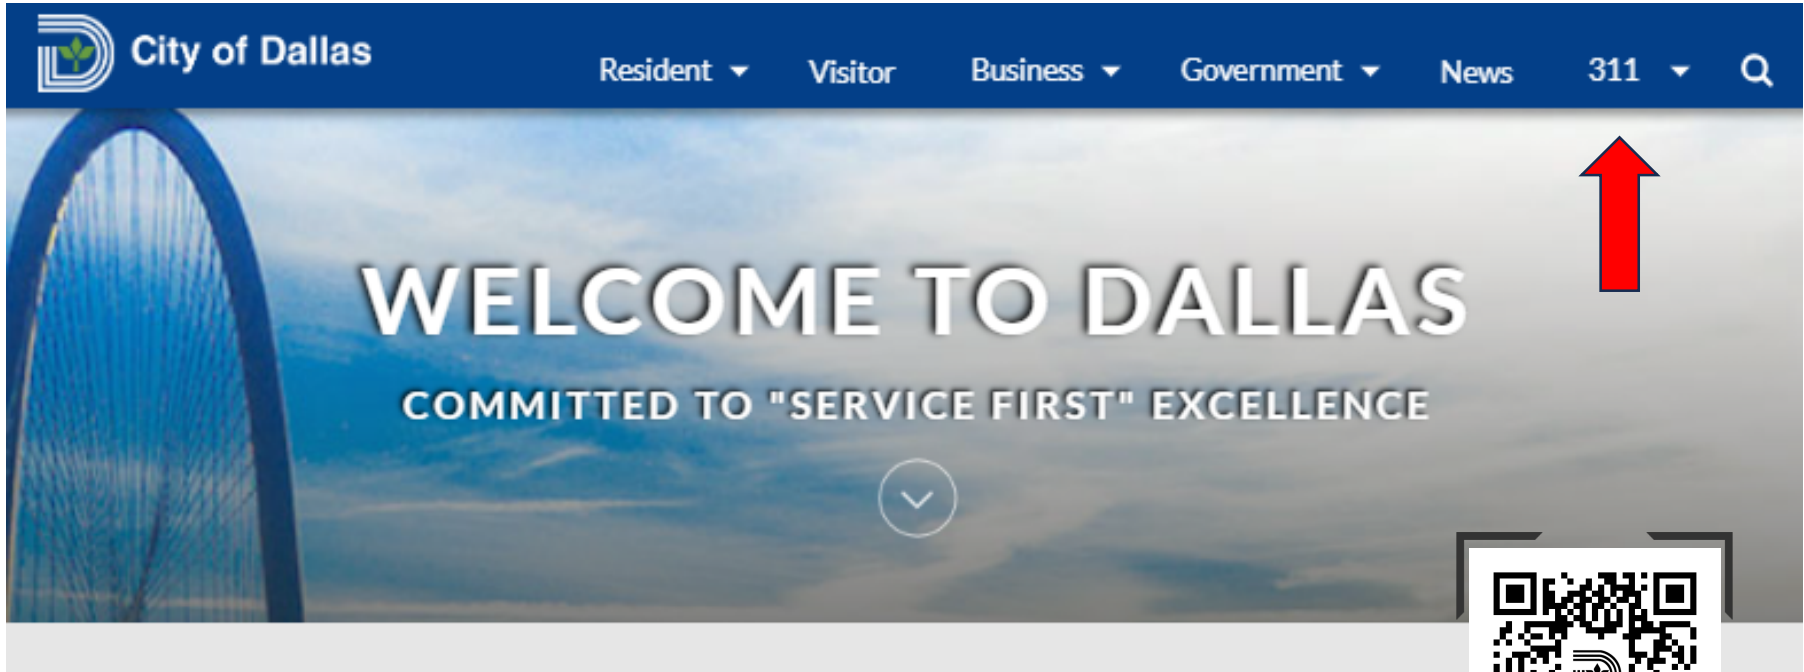 City of Dallas
Resident Visitor Business Government News 311
WELCOME TO DALLAS
COMMITTED TO "SERVICE FIRST" EXCELLENCE